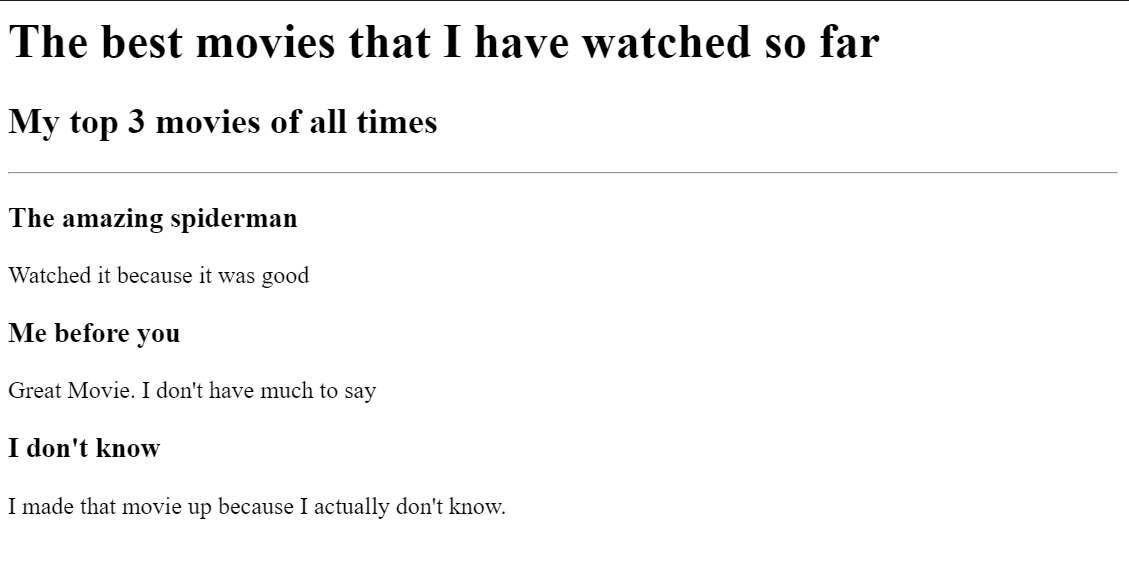 The best movies that I have watched so far
My top 3 movies of all times
The amazing spiderman
Watched it because it was good
Me before you
Great Movie. I don't have much to say
I don't know
I made that movie up because I actually don't know.